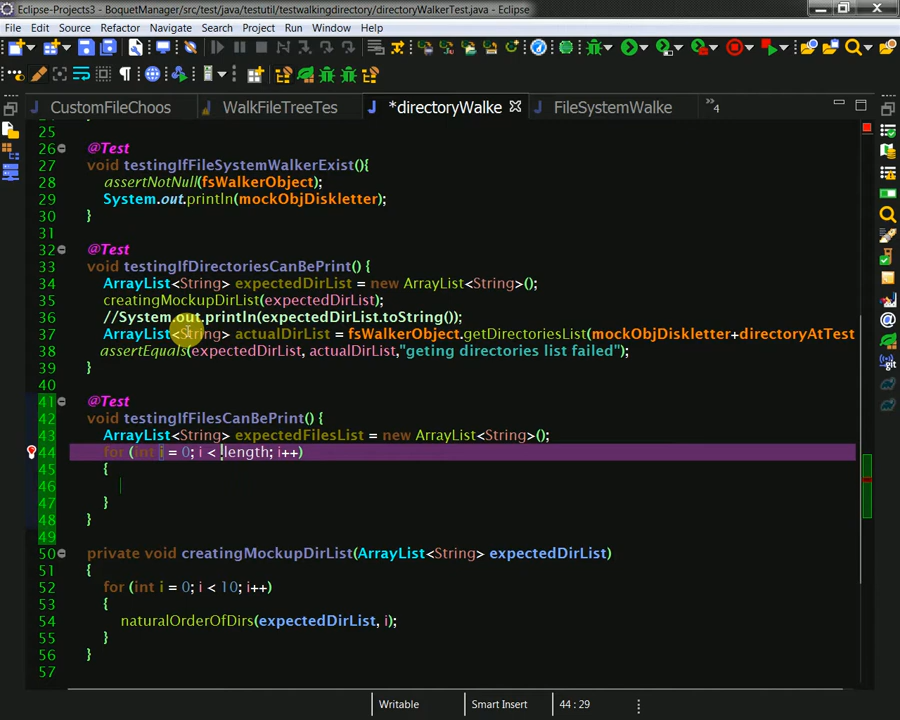 Eclipse-Projects3 - BoquetManager/src/test/java/testutil/testwalkingdirectory/directoryWalkerTest.java - Eclipse
File Edit Source Refactor Navigate Search Project Run Window Help
CustomFileChoos WalkFileTreeTes *directoryWalke FileSystemWalke »4
25
26 @Test
27 void testingIfFileSystemWalkerExist(){
28 assertNotNull(fsWalkerObject);
29 System.out.println(mockObjDiskletter);
30 }
31
32 @Test
33 void testingIfDirectoriesCanBePrint() {
34 ArrayList<String> expectedDirList = new ArrayList<String>();
35 creatingMockupDirList(expectedDirList);
36 //System.out.println(expectedDirList.toString());
37 ArrayList<String> actualDirList = fsWalkerObject.getDirectoriesList(mockObjDiskletter+directoryAtTest
38 assertEquals(expectedDirList, actualDirList,"geting directories list failed");
39 }
40
41 @Test
42 void testingIfFilesCanBePrint() {
43 ArrayList<String> expectedFilesList = new ArrayList<String>();
44 for (int i = 0; i < length; i++)
45 {
46
47 }
48 }
49
50 private void creatingMockupDirList(ArrayList<String> expectedDirList)
51 {
52 for (int i = 0; i < 10; i++)
53 {
54 naturalOrderOfDirs(expectedDirList, i);
55 }
56 }
57
Writable Smart Insert 44 : 29